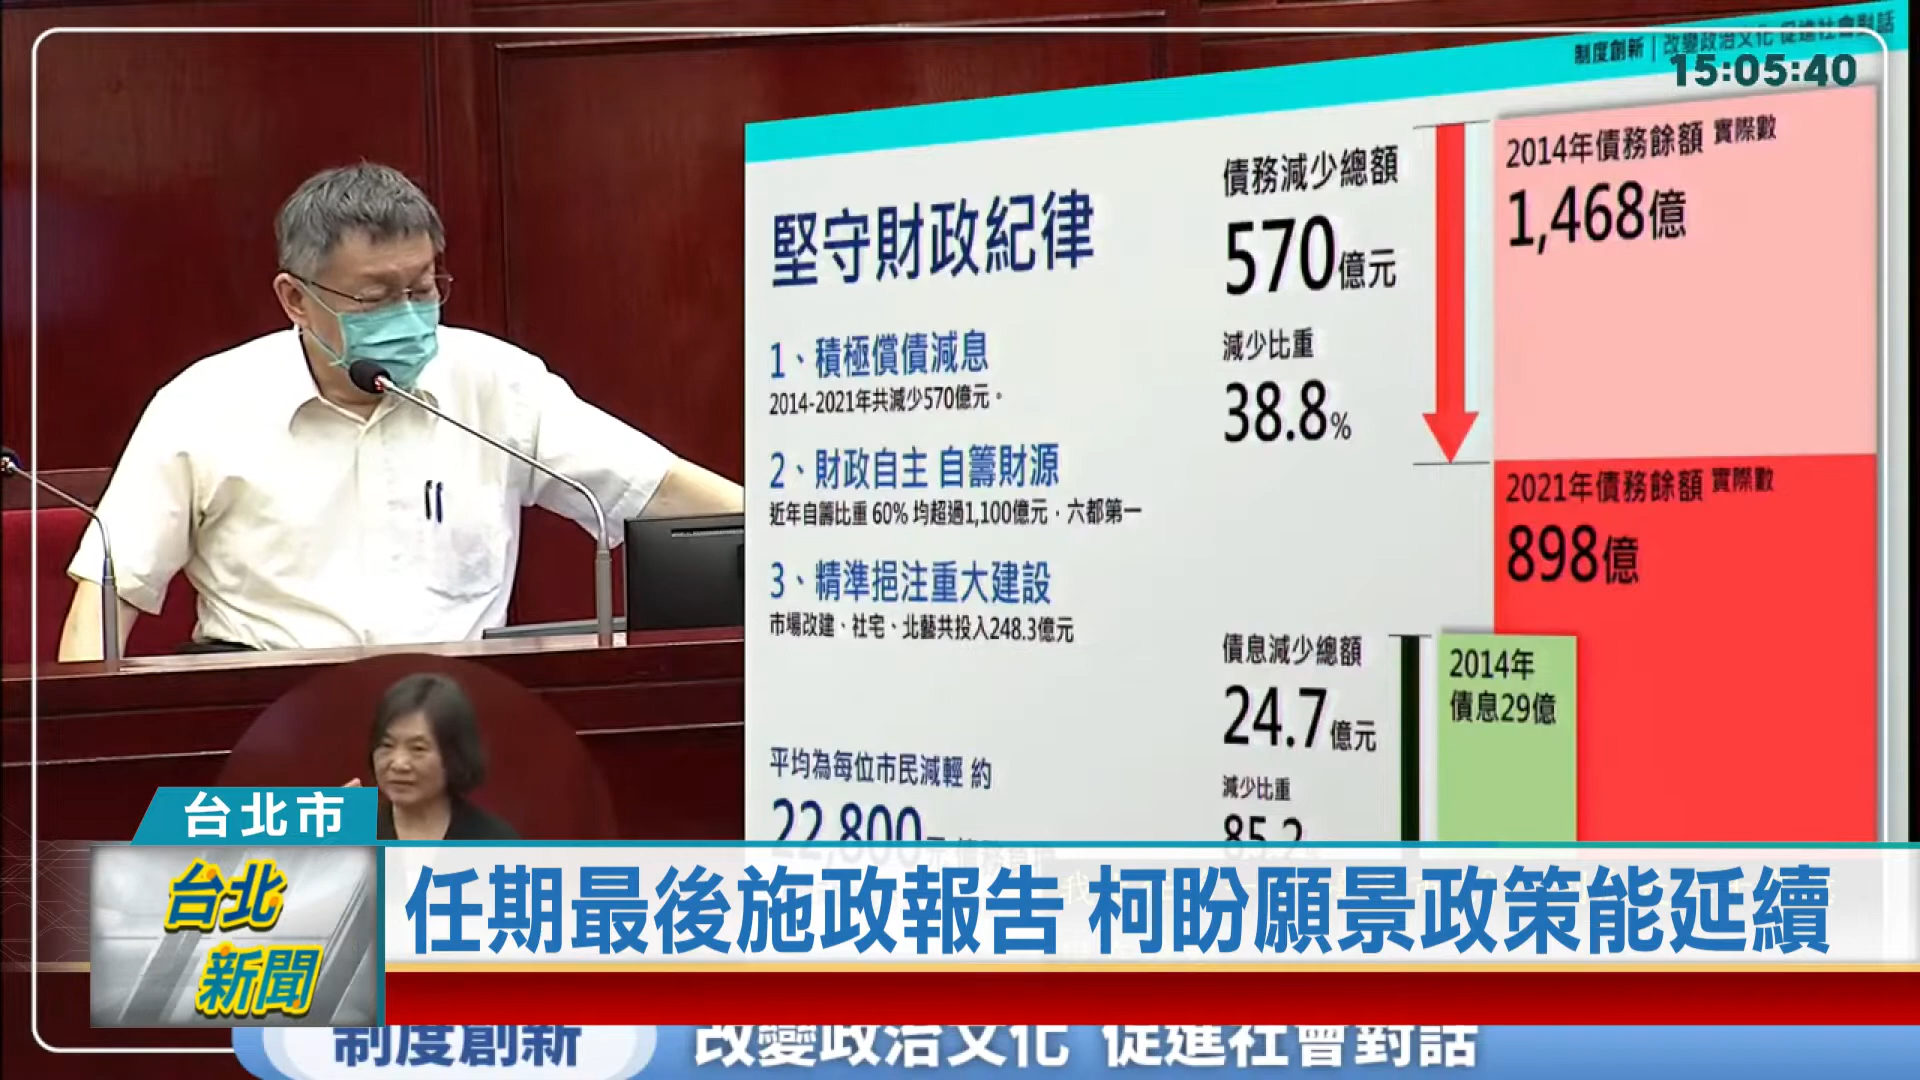 制度創新｜改變政治文化 促進社會對話
15:05:40
堅守財政紀律
1、積極償債減息
2014-2021年共減少570億元。
2、財政自主 自籌財源
近年自籌比重 60% 均超過1,100億元，六都第一
3、精準挹注重大建設
市場改建、社宅、北藝共投入248.3億元
平均為每位市民減輕 約
22,800元
債務減少總額
570億元
減少比重
38.8%
2014年債務餘額 實際數
1,468億
2021年債務餘額 實際數
898億
債息減少總額
24.7億元
減少比重
85.2
2014年
債息29億
台北市
台北
新聞
任期最後施政報告 柯盼願景政策能延續
制度創新 改變政治文化 促進社會對話